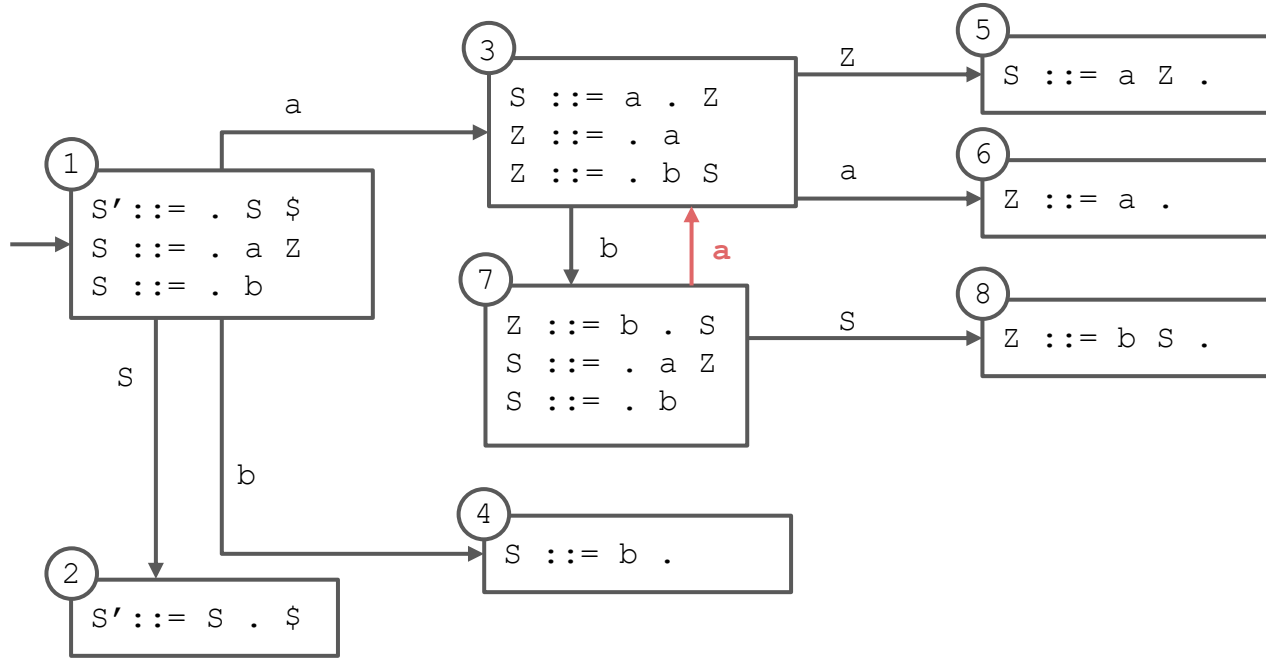 1
S'::= . S $
S ::= . a Z
S ::= . b
a
3
S ::= a . Z
Z ::= . a
Z ::= . b S
Z
5
S ::= a Z .
a
6
Z ::= a .
b
a
7
Z ::= b . S
S ::= . a Z
S ::= . b
S
8
Z ::= b S .
S
b
4
S ::= b .
2
S'::= S . $